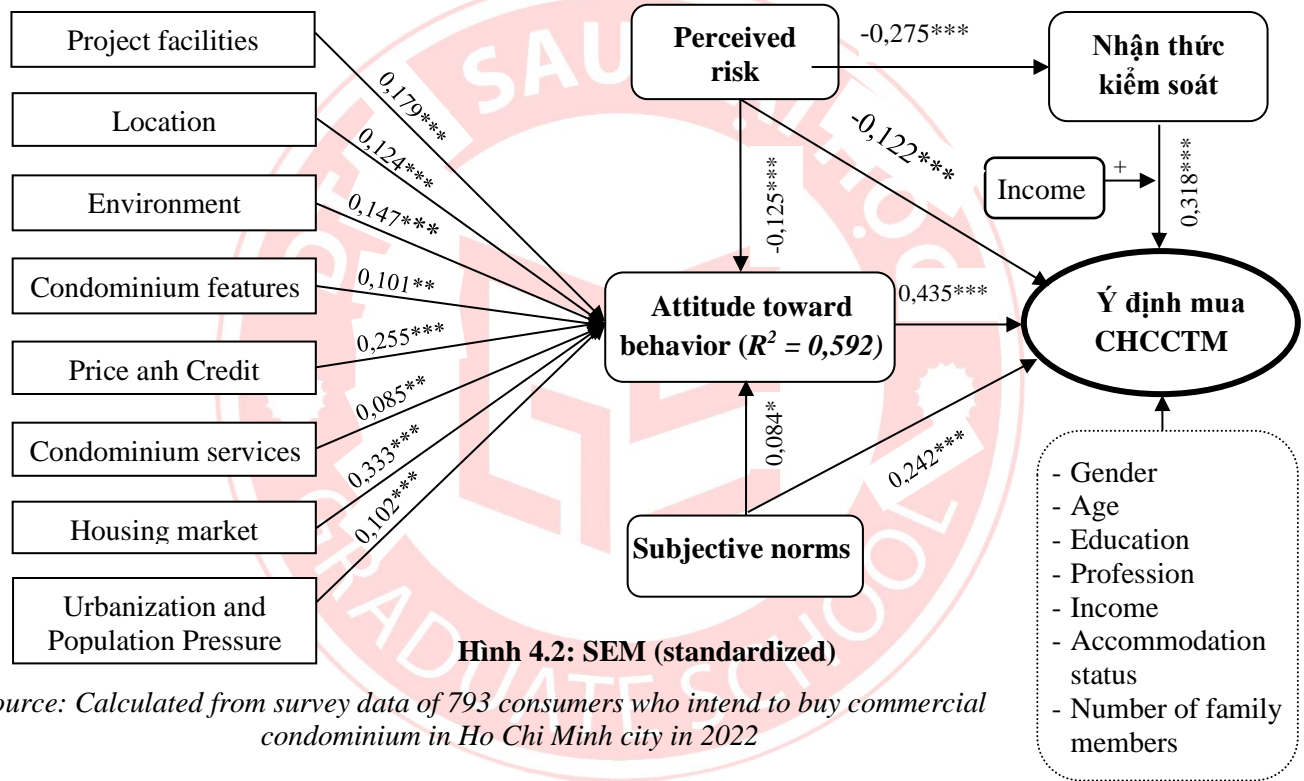 Project facilities
Location
Environment
Condominium features
Price anh Credit
Condominium services
Housing market
Urbanization and
Population Pressure
0,179***
0,124***
0,147***
0,101**
0,255***
0,085**
0,333***
0,102***
Perceived
risk
-0,275***
Nhận thức
kiểm soát
-0,122***
-0,125***
Income
+
0,318***
Attitude toward
behavior (R² = 0,592)
0,435***
Ý định mua
CHCCTM
0,084*
0,242***
Subjective norms
- Gender
- Age
- Education
- Profession
- Income
- Accommodation
status
- Number of family
members
Hình 4.2: SEM (standardized)
ource: Calculated from survey data of 793 consumers who intend to buy commercial
condominium in Ho Chi Minh city in 2022
GRADUATE SCHOOL